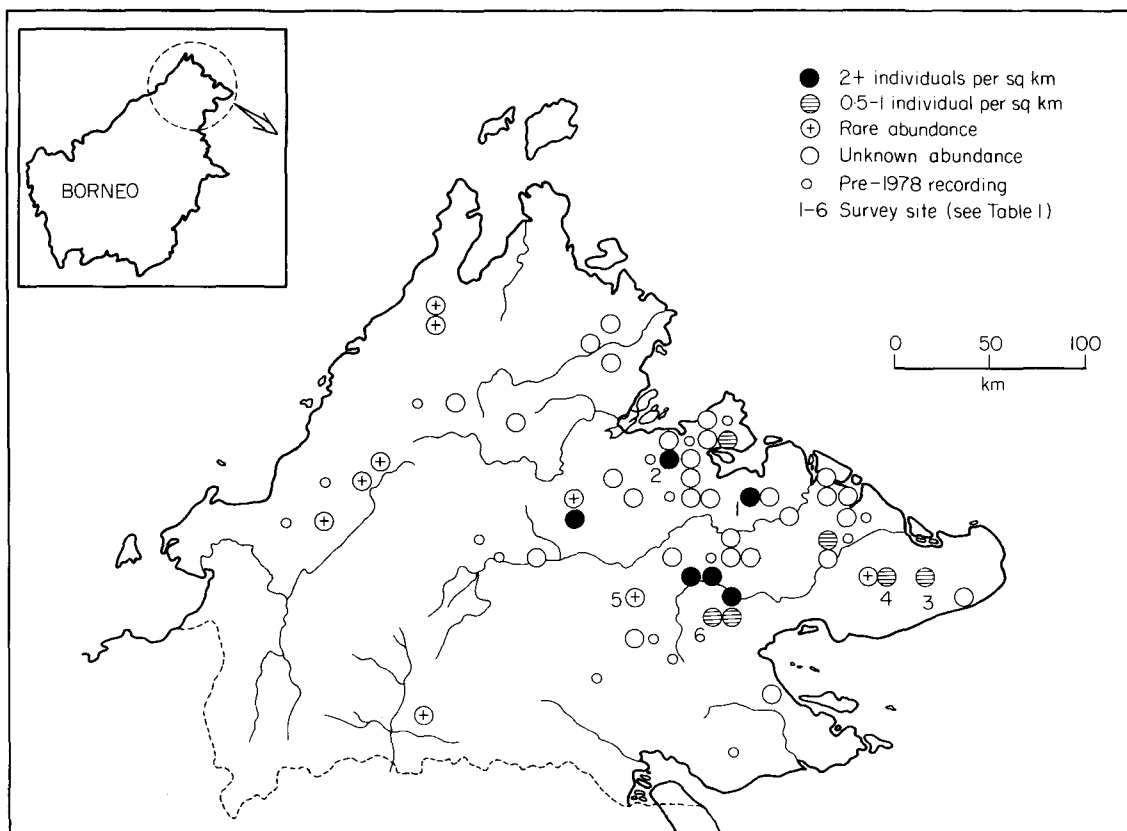 BORNEO
2+ individuals per sq km
0·5-1 individual per sq km
Rare abundance
Unknown abundance
Pre-1978 recording
1-6 Survey site (see Table 1)
0 50 100
km
2
1
5
4
3
6